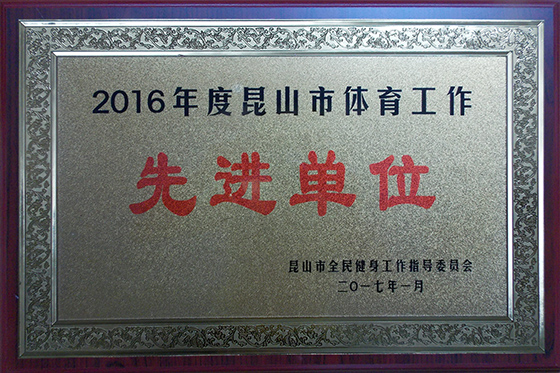 2016年度昆山市体育工作
先进单位
昆山市全民健身工作指导委员会
二〇一七年一月